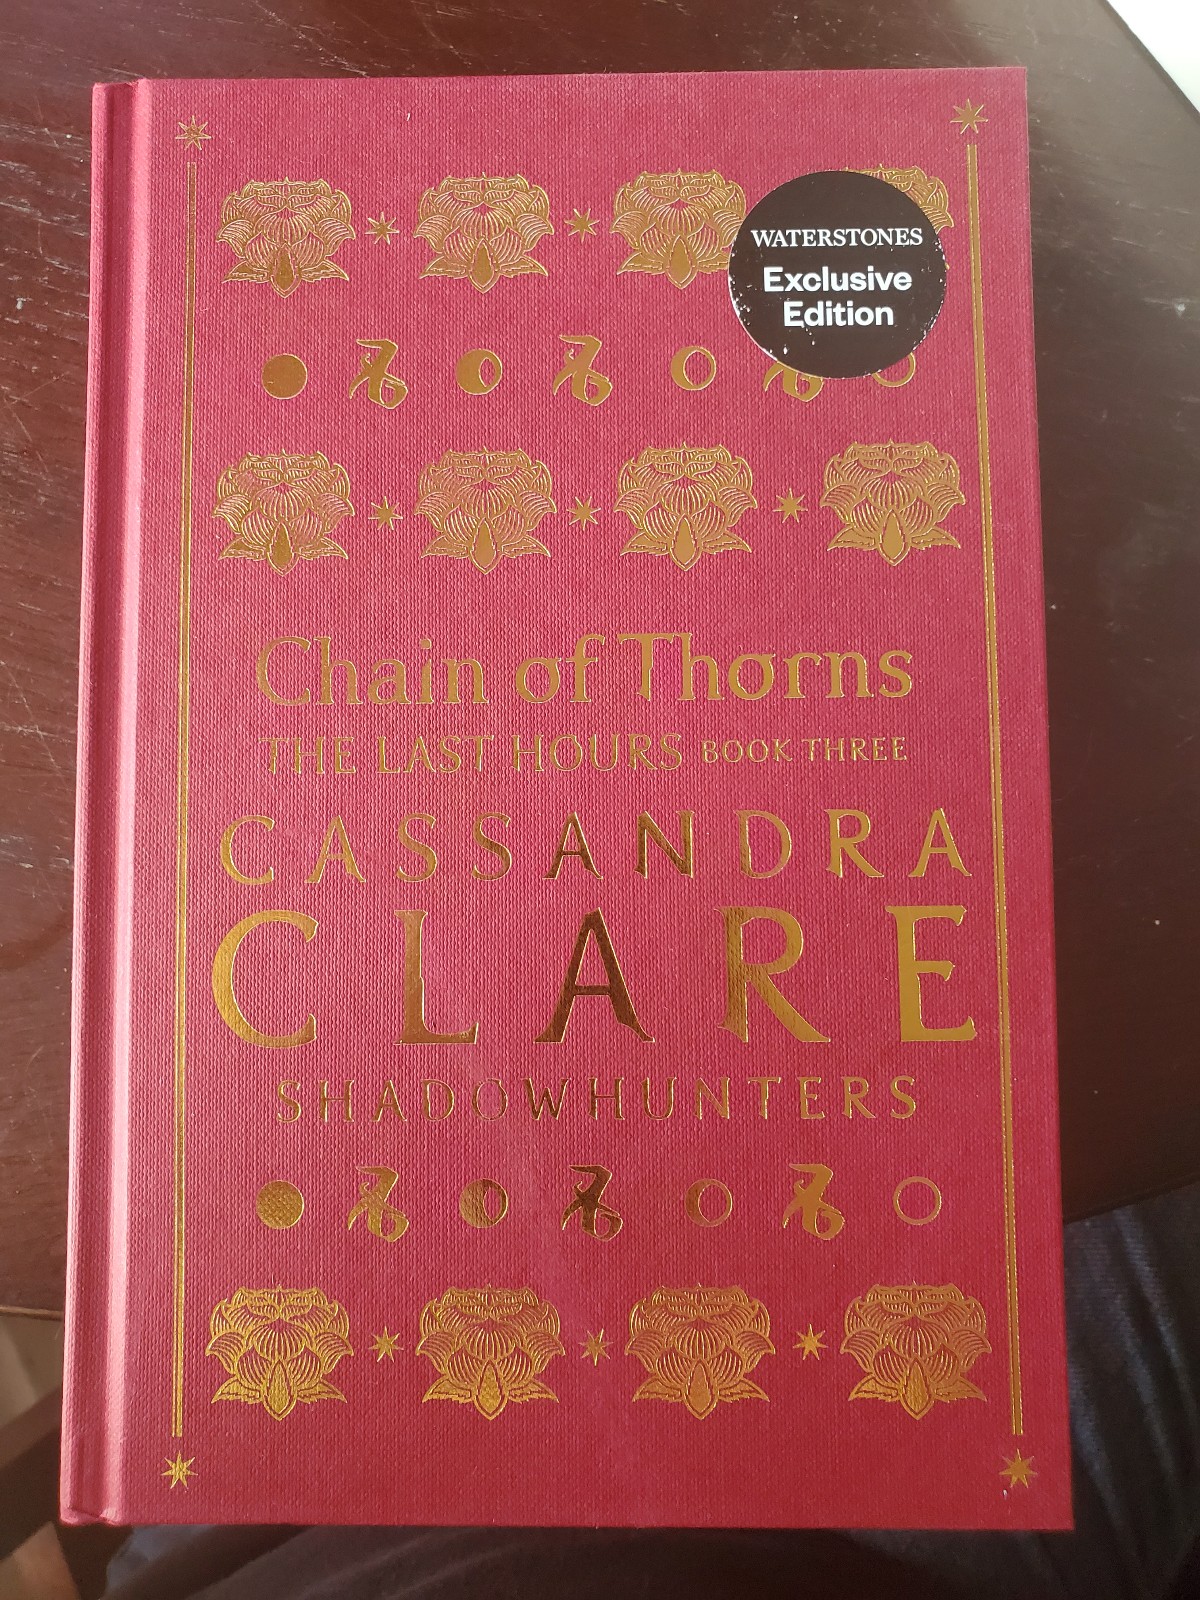 WATERSTONES
Exclusive
Edition
Chain of Thorns
THE LAST HOURS BOOK THREE
CASSANDRA
CLARE
SHADOWHUNTERS